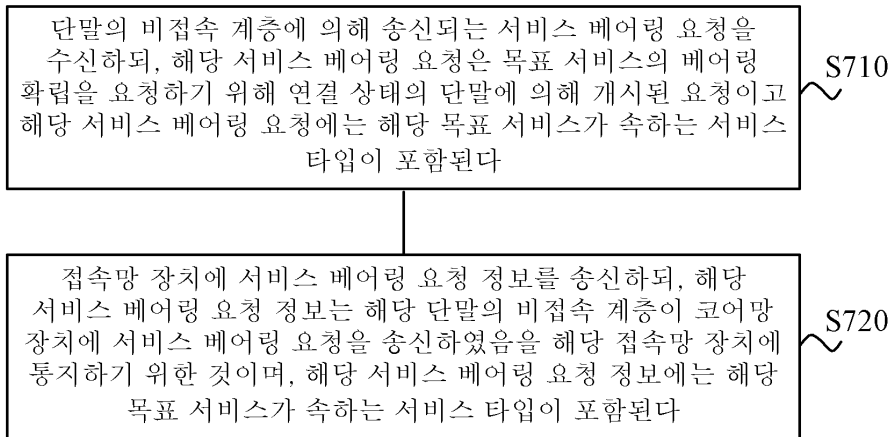 단말의 비접속 계층에 의해 송신되는 서비스 베어링 요청을
수신하되, 해당 서비스 베어링 요청은 목표 서비스의 베어링
확립을 요청하기 위해 연결 상태의 단말에 의해 개시된 요청이고
해당 서비스 베어링 요청에는 해당 목표 서비스가 속하는 서비스
타입이 포함된다
S710
접속망 장치에 서비스 베어링 요청 정보를 송신하되, 해당
서비스 베어링 요청 정보는 해당 단말의 비접속 계층이 코어망
장치에 서비스 베어링 요청을 송신하였음을 해당 접속망 장치에
통지하기 위한 것이며, 해당 서비스 베어링 요청 정보에는 해당
목표 서비스가 속하는 서비스 타입이 포함된다
S720